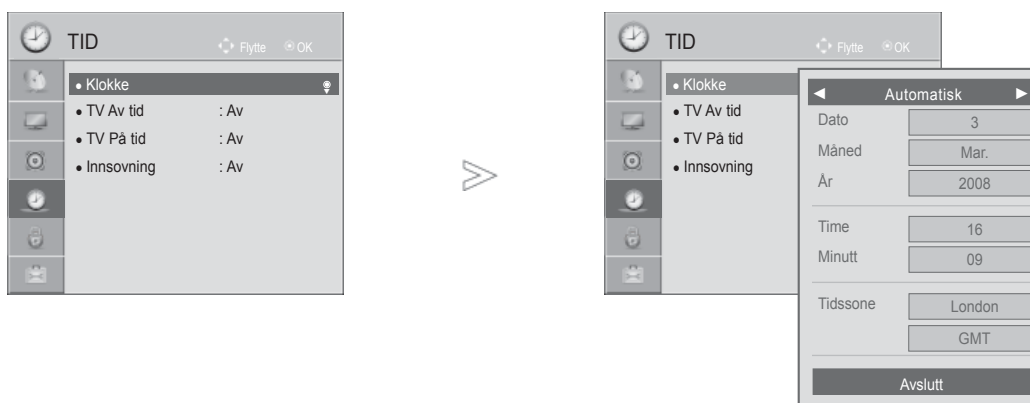 TID Flytte OK
• Klokke
• TV Av tid : Av
• TV På tid : Av
• Innsovning : Av
TID Flytte OK
• Klokke
• TV Av tid
• TV På tid
• Innsovning
◄ Automatisk ►
Dato 3
Måned Mar.
År 2008
Time 16
Minutt 09
Tidssone London
GMT
Avslutt